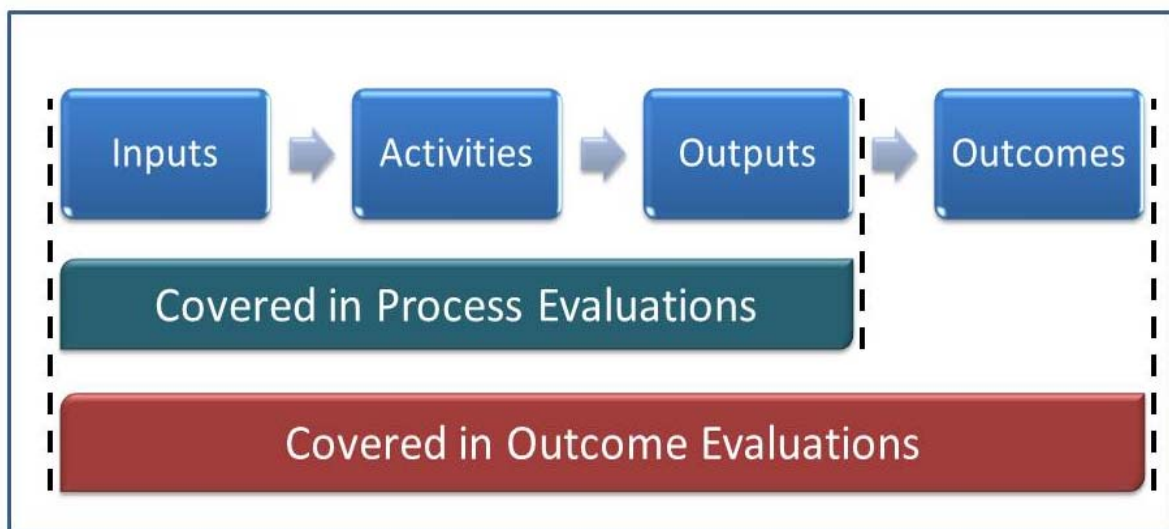 Inputs
Activities
Outputs
Outcomes
Covered in Process Evaluations
Covered in Outcome Evaluations